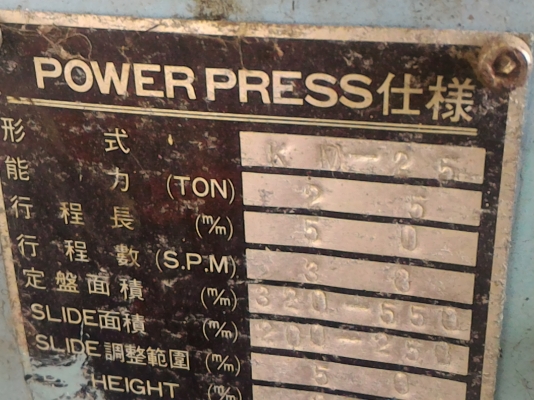 POWER PRESS仕樣
形 式 KM-25
能 力 (TON) 25
行程長 (m/m) 50
行程數 (S.P.M)
定盤面積 (m/m) 320-550
SLIDE面積 (m/m) 200-250
SLIDE調整範圍 (m/m) 50
HEIGHT (m/m)